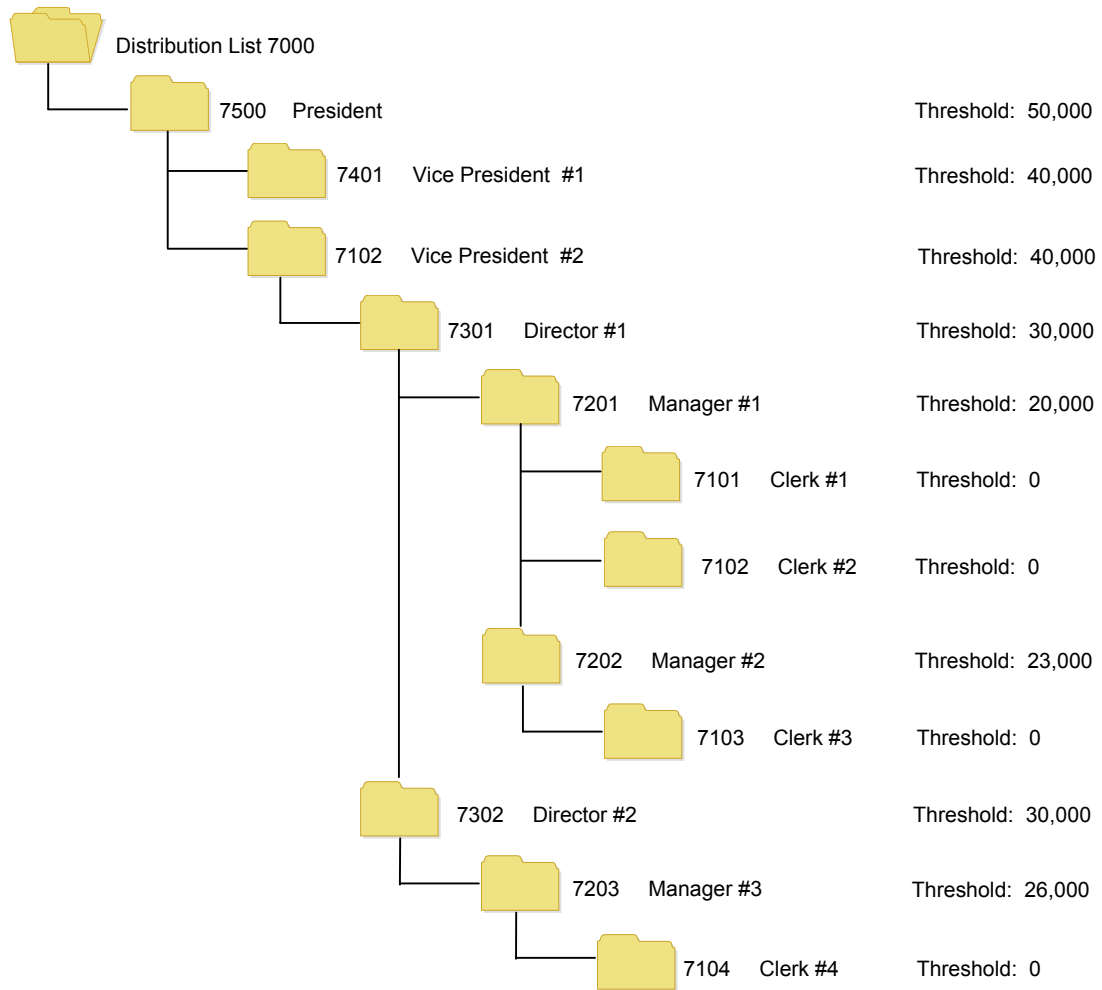 Distribution List 7000
7500 President Threshold: 50,000
7401 Vice President #1 Threshold: 40,000
7102 Vice President #2 Threshold: 40,000
7301 Director #1 Threshold: 30,000
7201 Manager #1 Threshold: 20,000
7101 Clerk #1 Threshold: 0
7102 Clerk #2 Threshold: 0
7202 Manager #2 Threshold: 23,000
7103 Clerk #3 Threshold: 0
7302 Director #2 Threshold: 30,000
7203 Manager #3 Threshold: 26,000
7104 Clerk #4 Threshold: 0